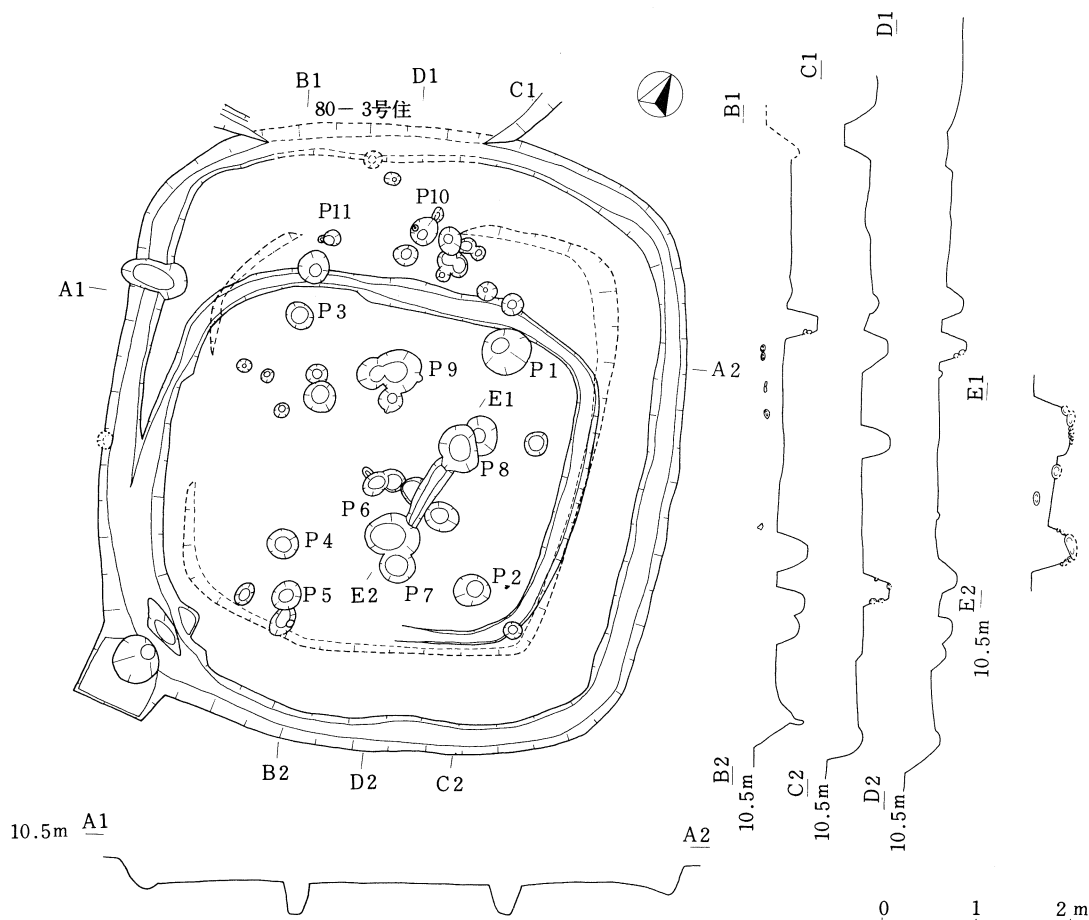 B1
D1
C1
80－3号住
P10
P11
A1
P3
P9
P1
A2
E1
P8
P6
P4
P5
E2
P7
P2
B2
D2
C2
10.5m
A1
A2
B1
C1
D1
E1
E2
10.5m
B2
10.5m
C2
10.5m
D2
10.5m
0 1 2m